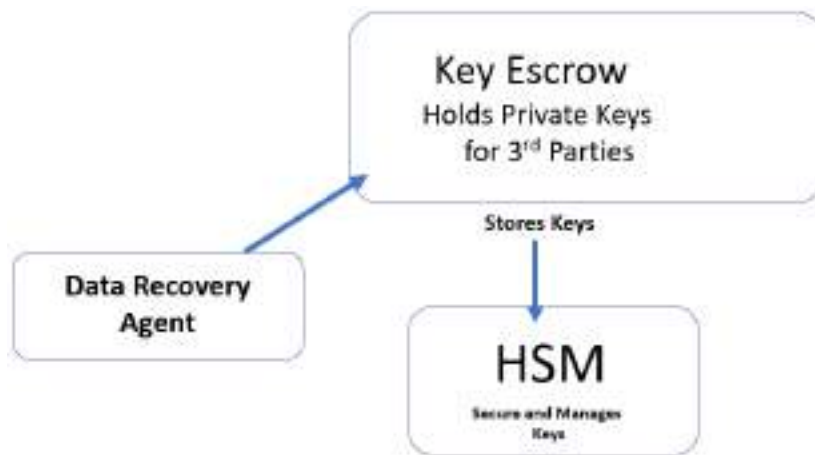 Key Escrow
Holds Private Keys
for 3rd Parties
Stores Keys
Data Recovery
Agent
HSM
Secure and Manages
Keys